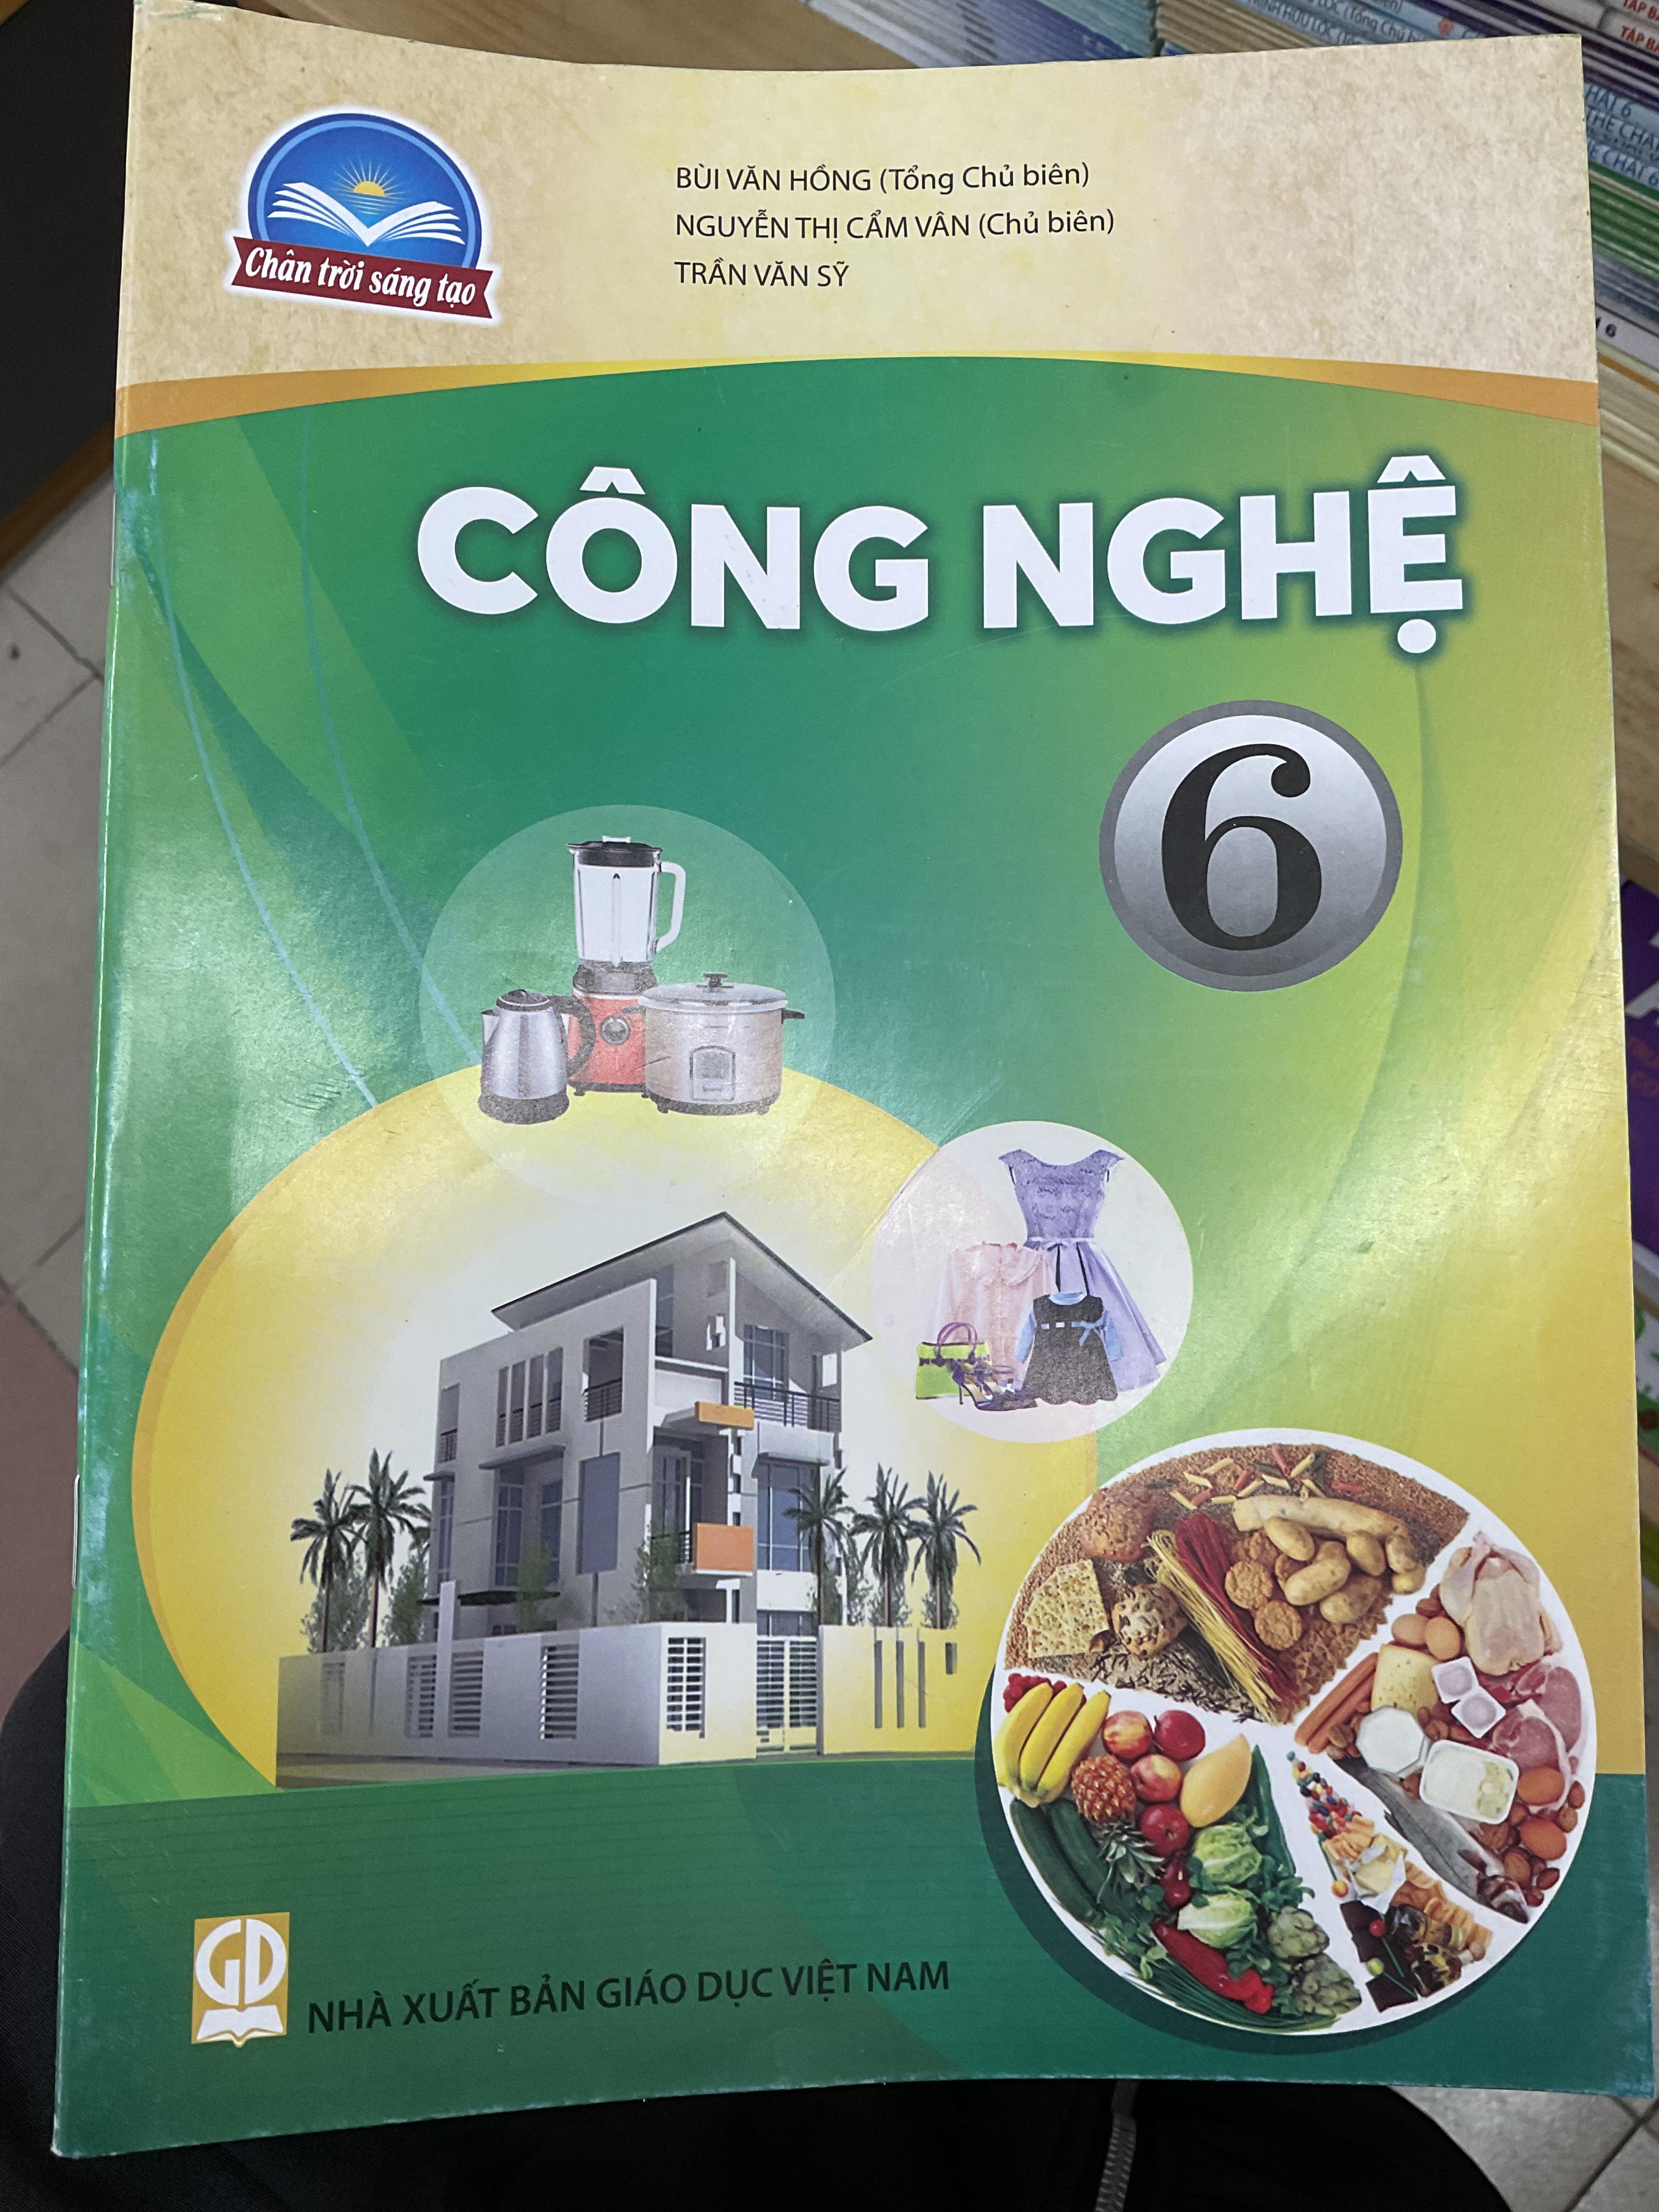 Chân trời sáng tạo
BÙI VĂN HỒNG (Tổng Chủ biên)
NGUYỄN THỊ CẨM VÂN (Chủ biên)
TRẦN VĂN SỸ
CÔNG NGHỆ
6
GD
NHÀ XUẤT BẢN GIÁO DỤC VIỆT NAM